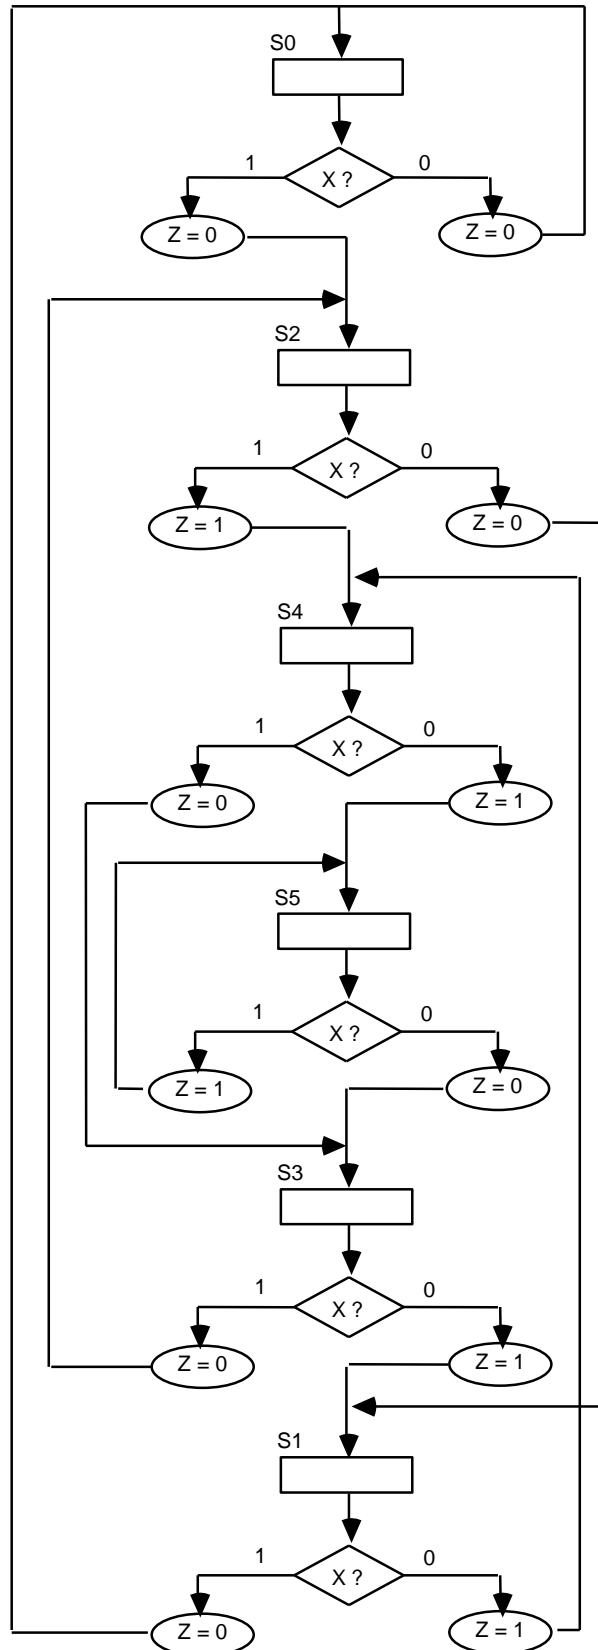 S0
1 X ? 0
Z = 0 Z = 0
S2
1 X ? 0
Z = 1 Z = 0
S4
1 X ? 0
Z = 0 Z = 1
S5
1 X ? 0
Z = 1 Z = 0
S3
1 X ? 0
Z = 0 Z = 1
S1
1 X ? 0
Z = 0 Z = 1